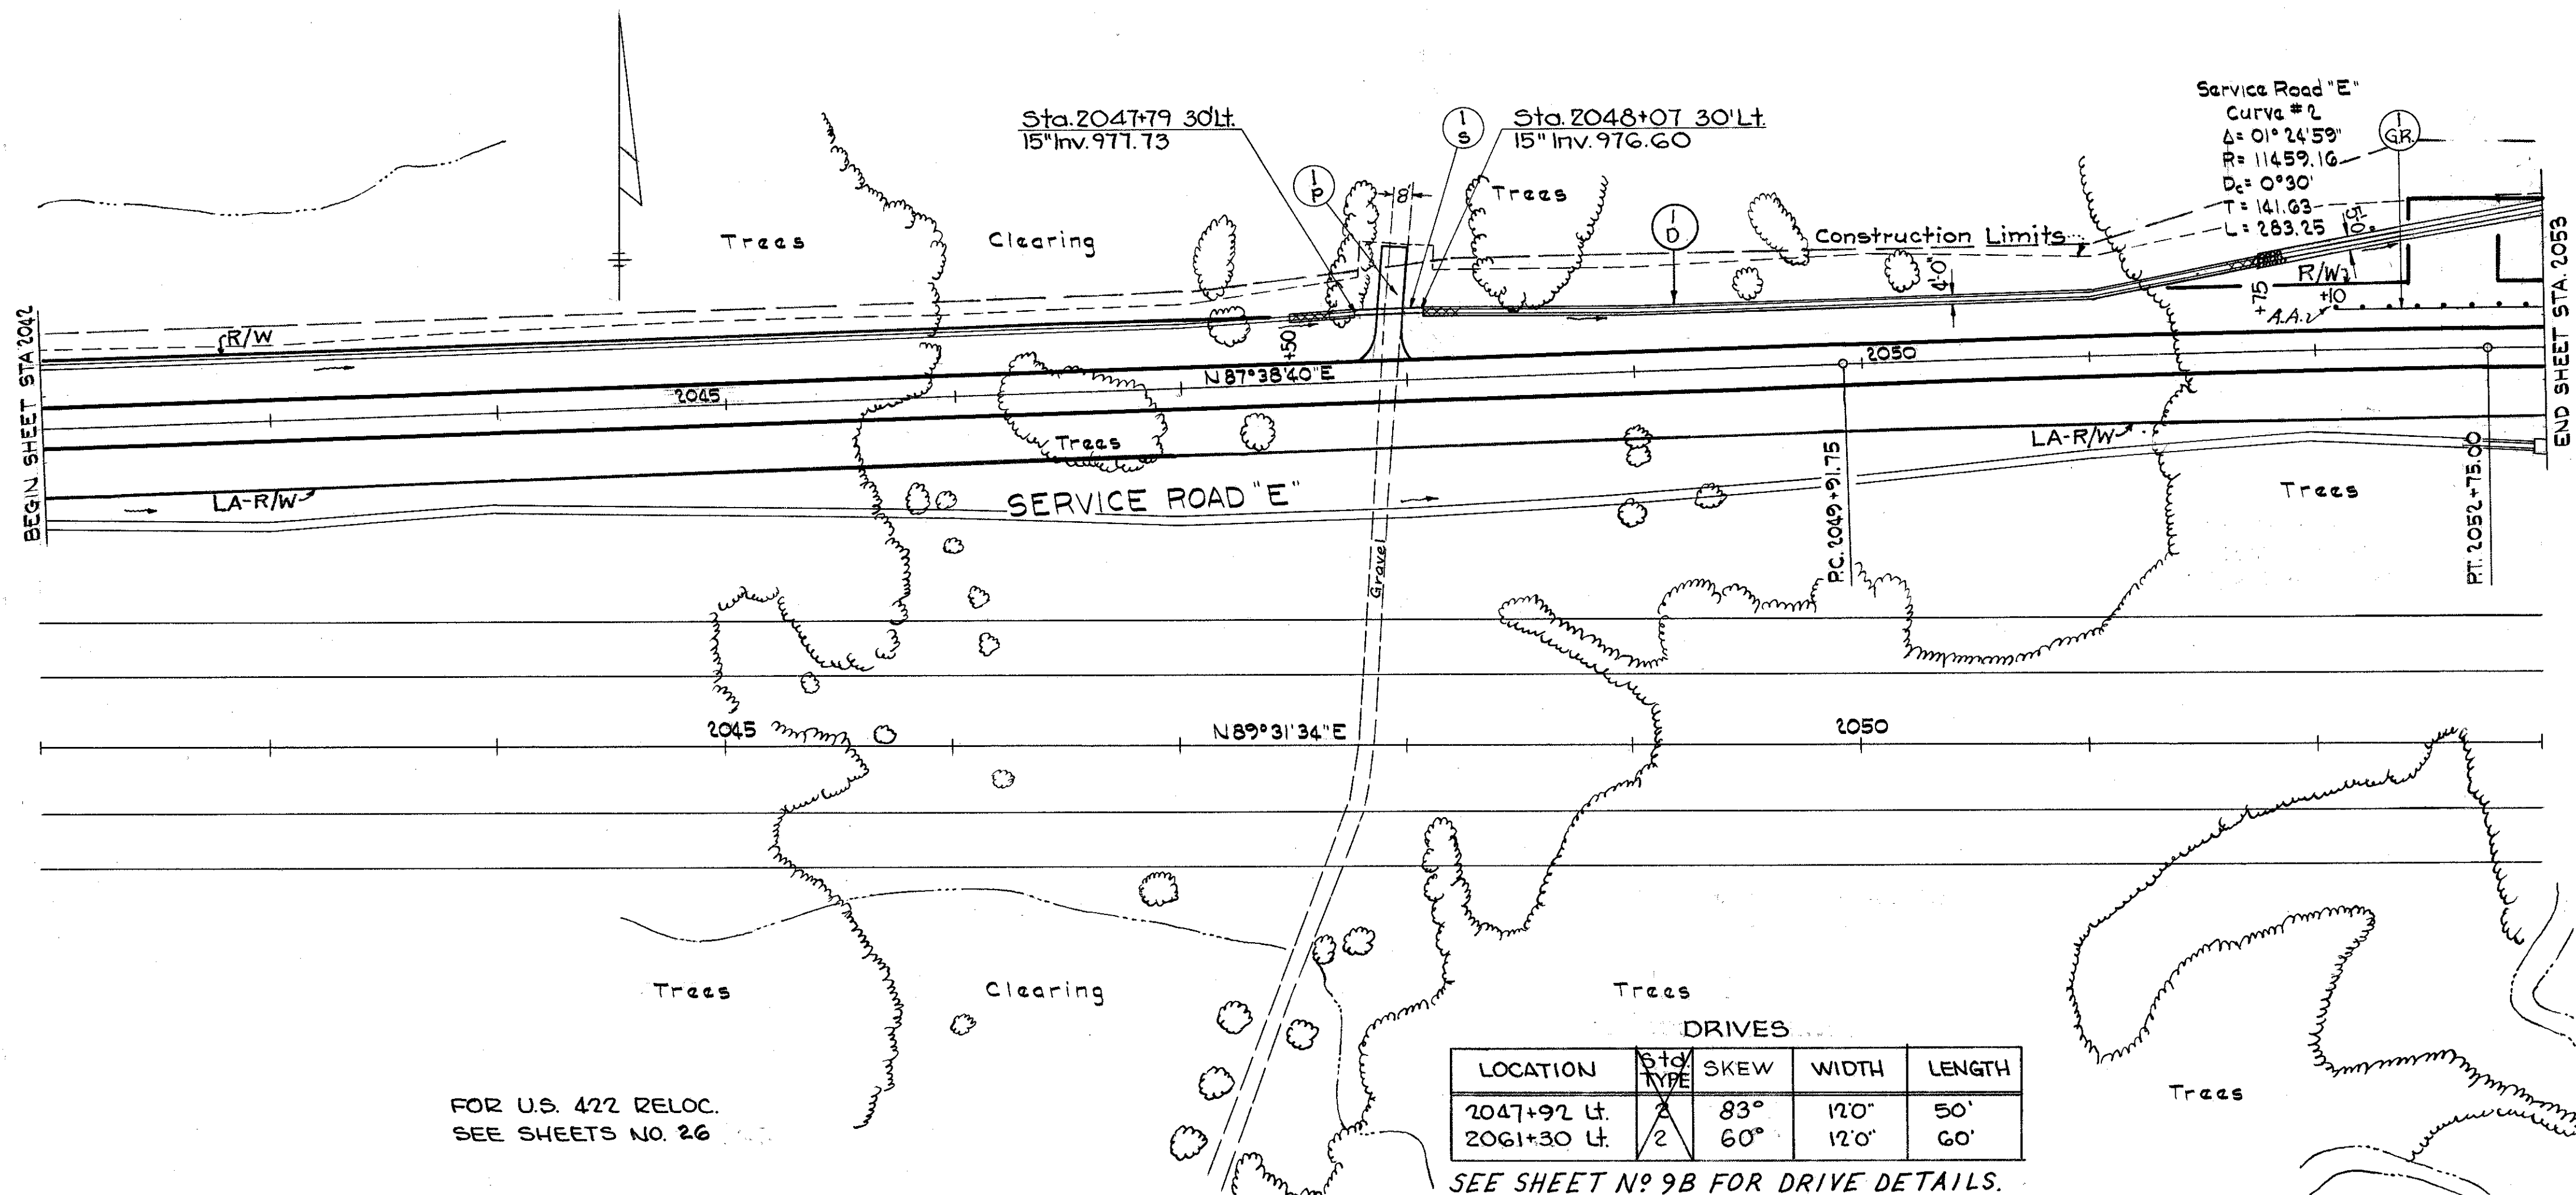 Service Road "E"
Curve #2
Δ= 01° 24'59"
R= 11459.16
Dc= 0°30'
T= 141.63
L= 283.25
1
G.R.
Sta. 2047+79 30'Lt.
15" Inv. 977.73
1
S
Sta. 2048+07 30'Lt.
15" Inv. 976.60
1
P
8'
Trees
1
D
Construction Limits
5'-0"
Trees
Clearing
4'-0"
R/W
+75
+10
A.A.
BEGIN SHEET STA 2042
END SHEET STA. 2053
R/W
+50
2050
N87°38'40"E
2045
Trees
LA-R/W
LA-R/W
SERVICE ROAD "E"
P.C. 2049+91.75
P.T. 2052+75.00
Trees
Gravel
2045
N89°31'34"E
2050
Trees
Clearing
Trees
DRIVES
LOCATION Std. TYPE SKEW WIDTH LENGTH
2047+92 Lt. 2 83° 12'0" 50'
2061+30 Lt. 2 60° 12'0" 60'
SEE SHEET Nº 9B FOR DRIVE DETAILS.
Trees
FOR U.S. 422 RELOC.
SEE SHEETS NO. 26